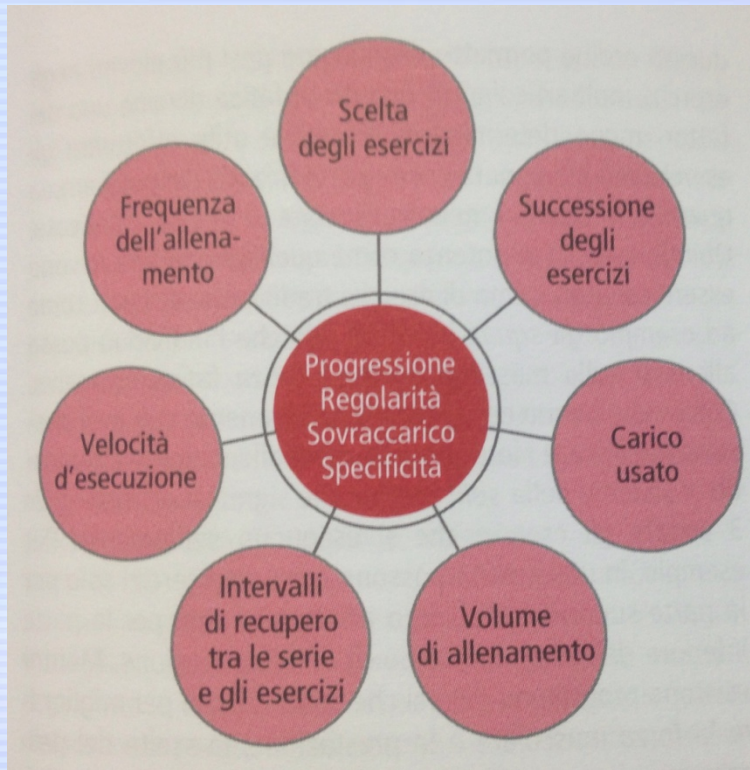 Scelta
degli esercizi
Successione
degli
esercizi
Carico
usato
Volume
di allenamento
Intervalli
di recupero
tra le serie
e gli esercizi
Velocità
d'esecuzione
Frequenza
dell'allena-
mento
Progressione
Regolarità
Sovraccarico
Specificità